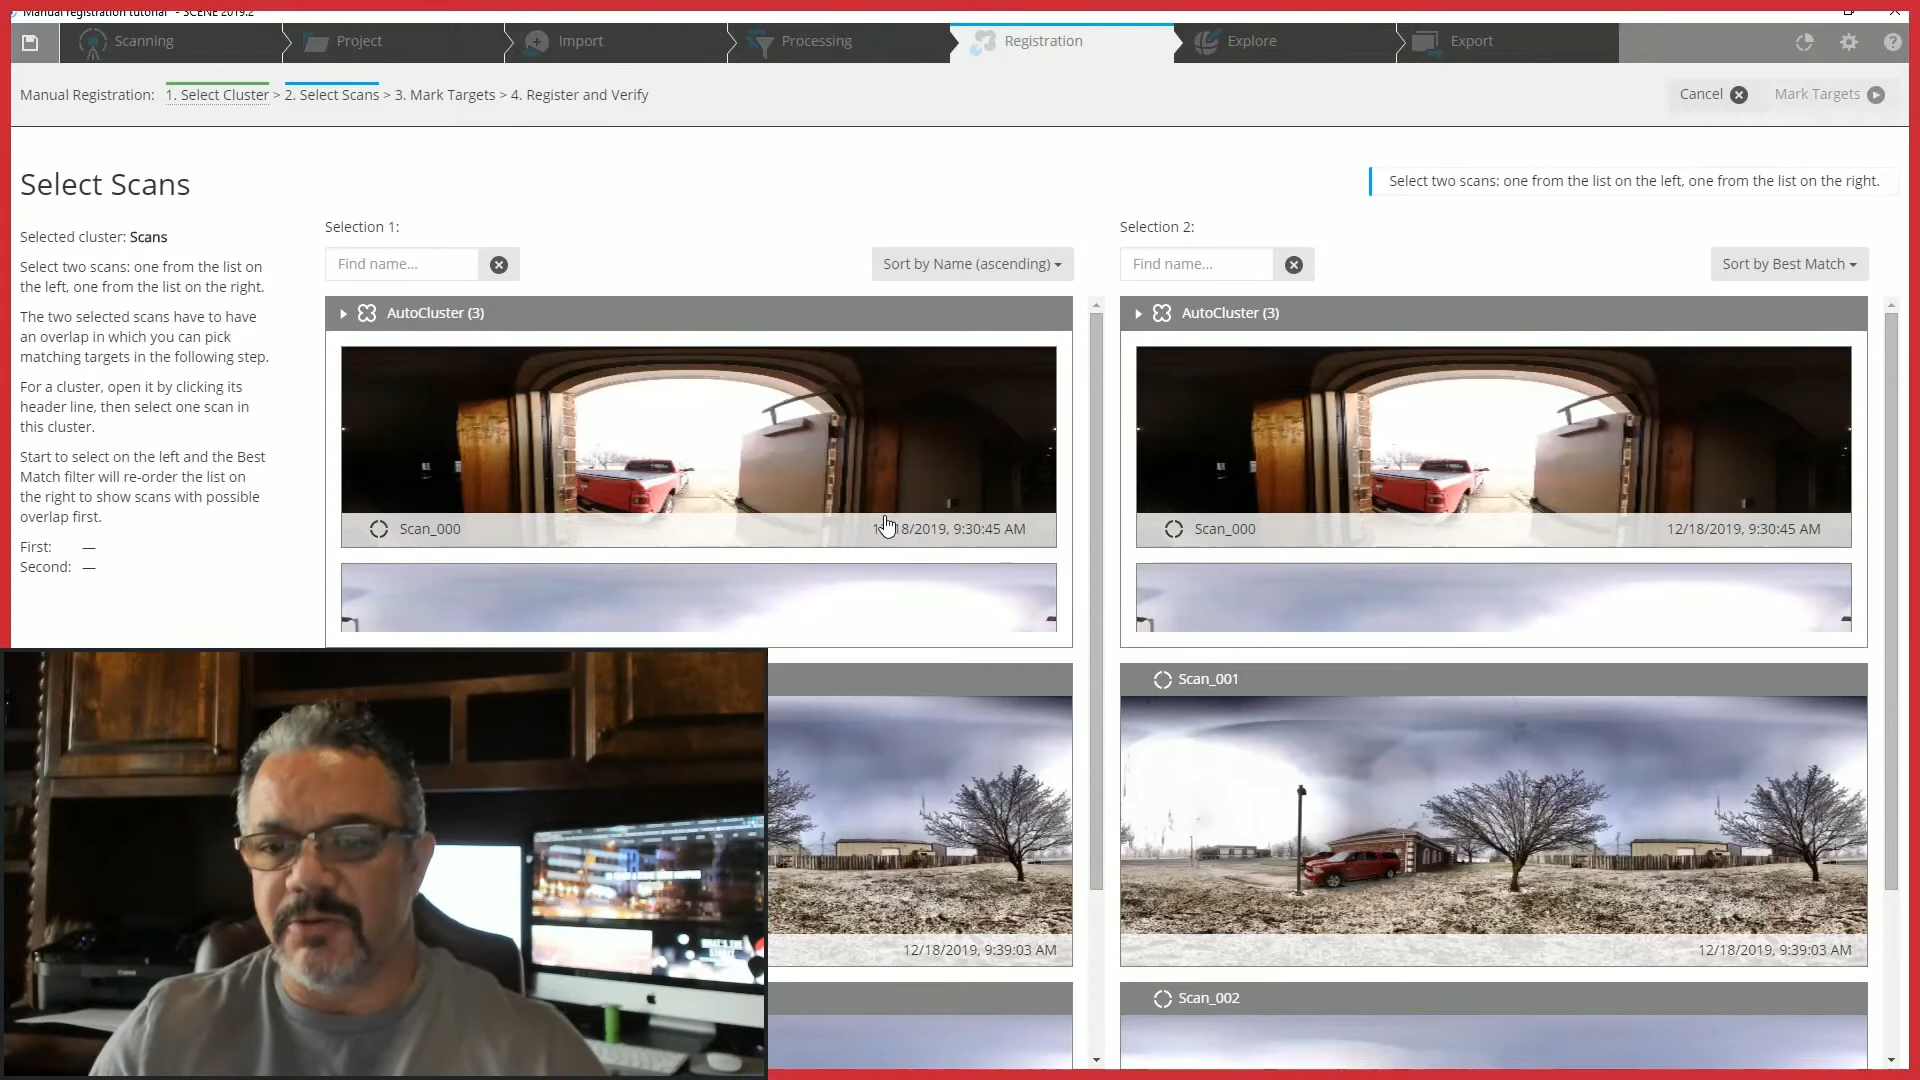 Manual registration tutorial - SCENE 2019.2
Scanning
Project
Import
Processing
Registration
Explore
Export
Manual Registration: 1. Select Cluster > 2. Select Scans > 3. Mark Targets > 4. Register and Verify
Cancel
Mark Targets
Select Scans
Select two scans: one from the list on the left, one from the list on the right.
Selected cluster: Scans
Select two scans: one from the list on
the left, one from the list on the right.
The two selected scans have to have
an overlap in which you can pick
matching targets in the following step.
For a cluster, open it by clicking its
header line, then select one scan in
this cluster.
Start to select on the left and the Best
Match filter will re-order the list on
the right to show scans with possible
overlap first.
First: —
Second: —
Selection 1:
Find name...
Sort by Name (ascending)
AutoCluster (3)
Scan_000
18/2019, 9:30:45 AM
12/18/2019, 9:39:03 AM
Selection 2:
Find name...
Sort by Best Match
AutoCluster (3)
Scan_000
12/18/2019, 9:30:45 AM
Scan_001
12/18/2019, 9:39:03 AM
Scan_002